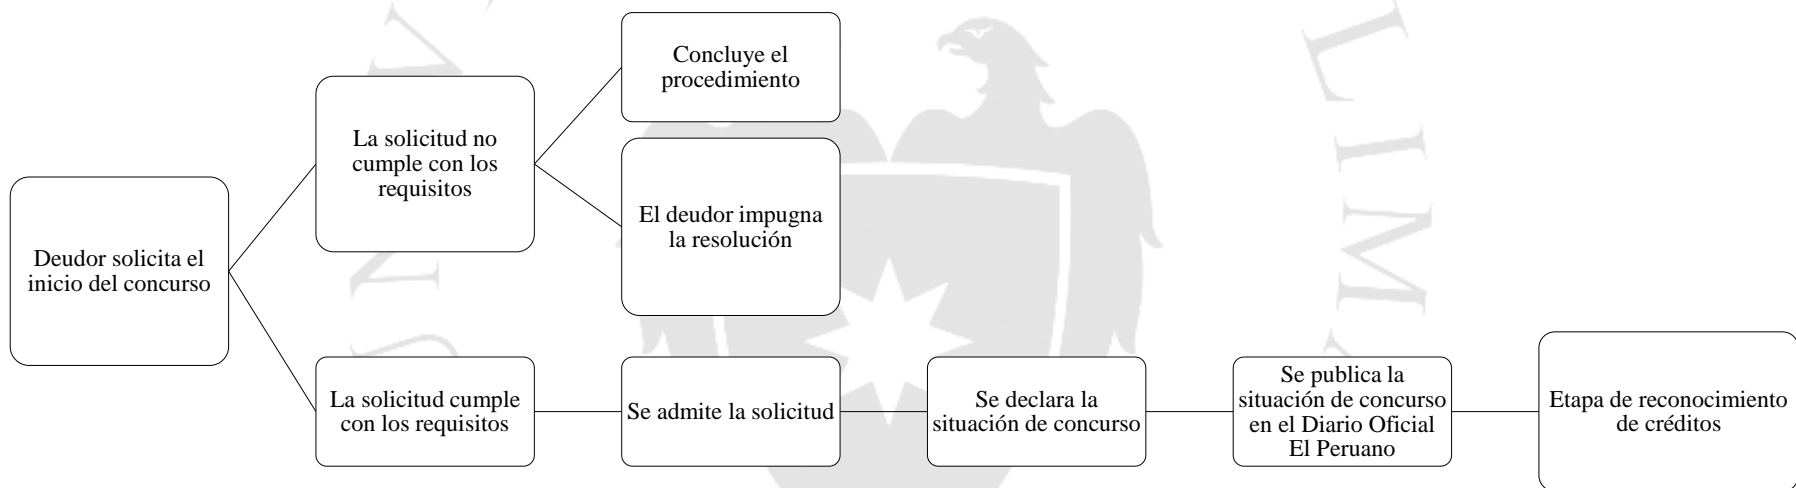 Concluye el
procedimiento
La solicitud no
cumple con los
requisitos
El deudor impugna
la resolución
Deudor solicita el
inicio del concurso
La solicitud cumple
con los requisitos
Se admite la solicitud
Se declara la
situación de concurso
Se publica la
situación de concurso
en el Diario Oficial
El Peruano
Etapa de reconocimiento
de créditos
LIMA